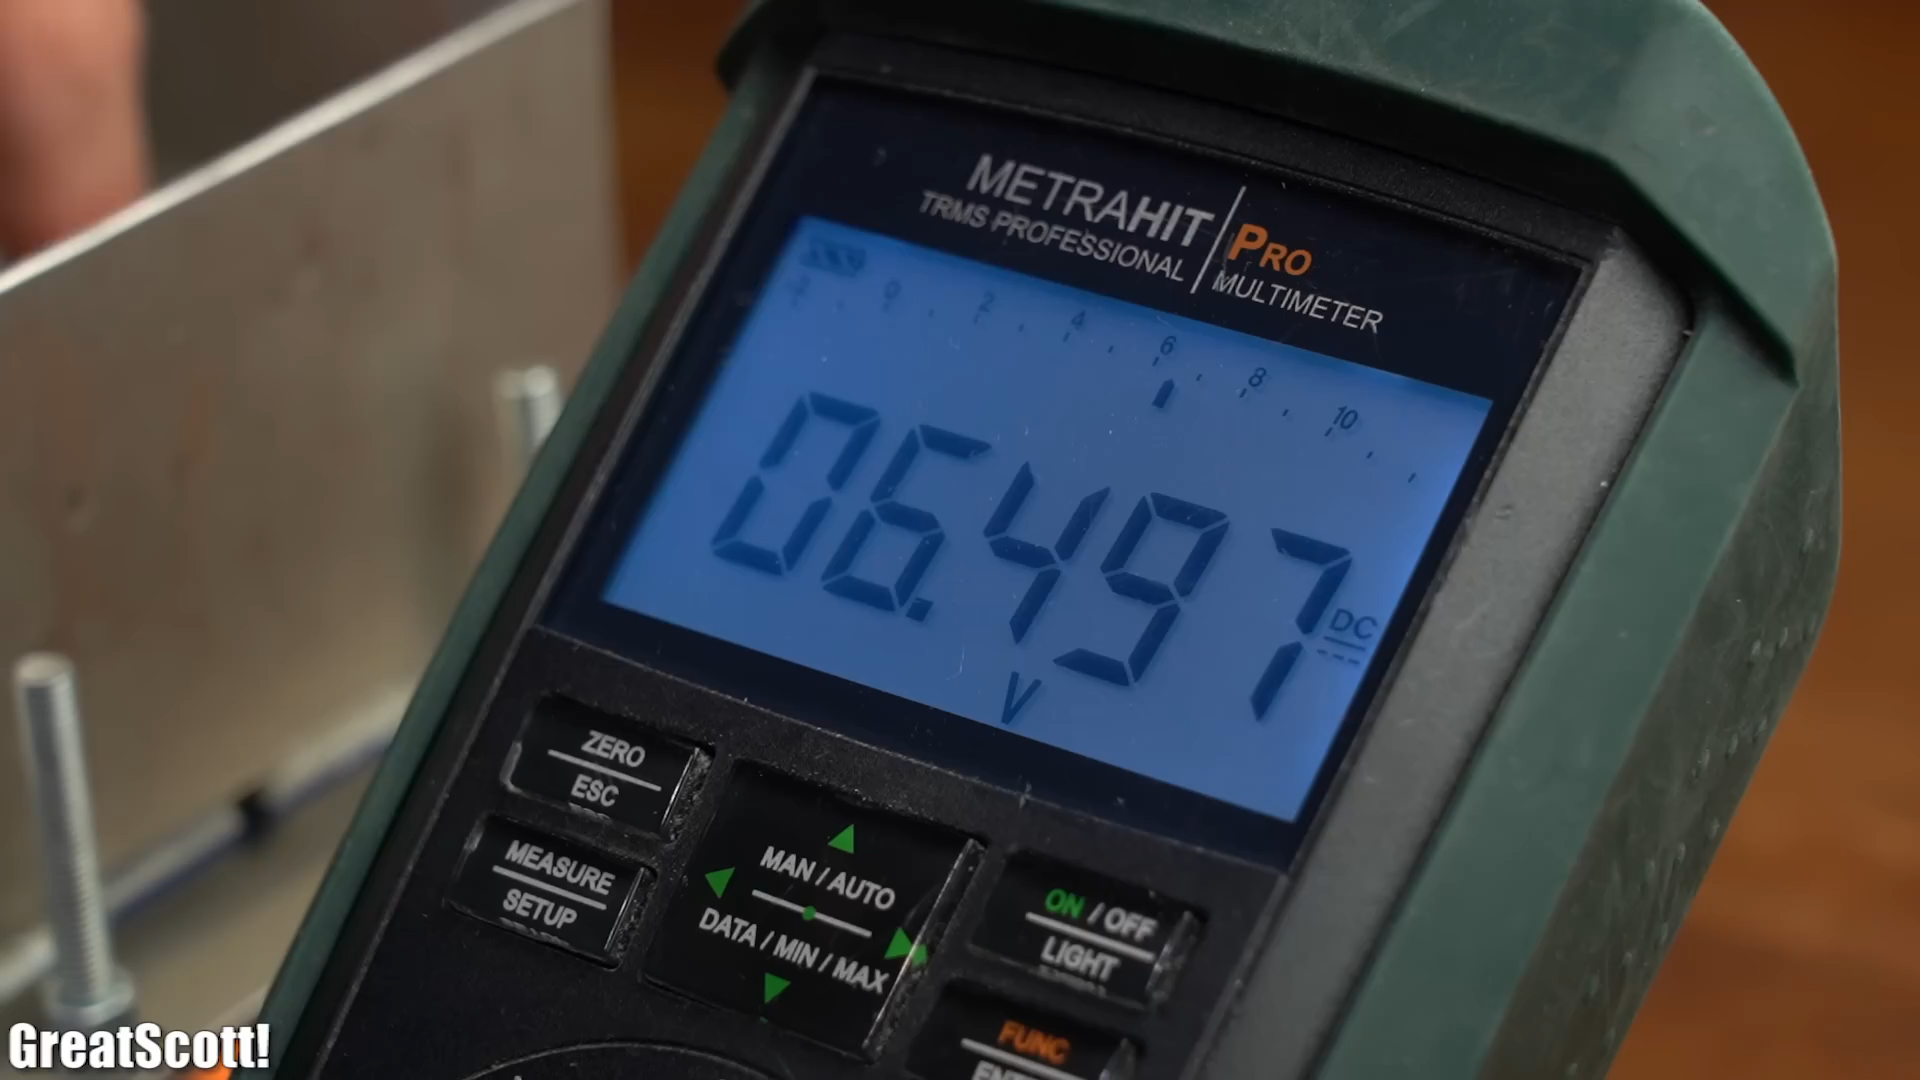 METRAHIT PRO
TRMS PROFESSIONAL MULTIMETER
0 2 4 6 8 10
06.497 DC
V
ZERO
ESC
MEASURE
SETUP
MAN / AUTO
DATA / MIN / MAX
ON / OFF
LIGHT
FUNC
GreatScott!